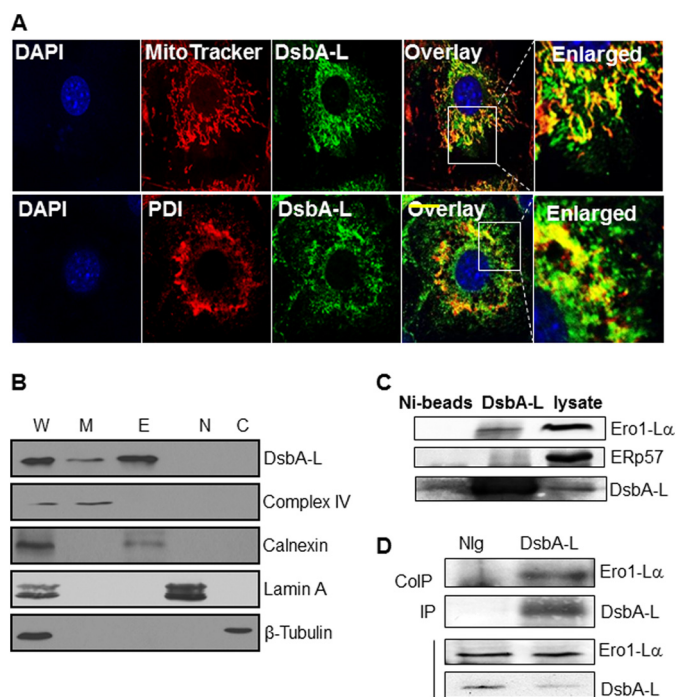 A
DAPI MitoTracker DsbA-L Overlay Enlarged
DAPI PDI DsbA-L Overlay Enlarged
B
W M E N C
DsbA-L
Complex IV
Calnexin
Lamin A
β-Tubulin
C
Ni-beads DsbA-L lysate
Ero1-Lα
ERp57
DsbA-L
D
NIg DsbA-L
CoIP Ero1-Lα
IP DsbA-L
Ero1-Lα
DsbA-L